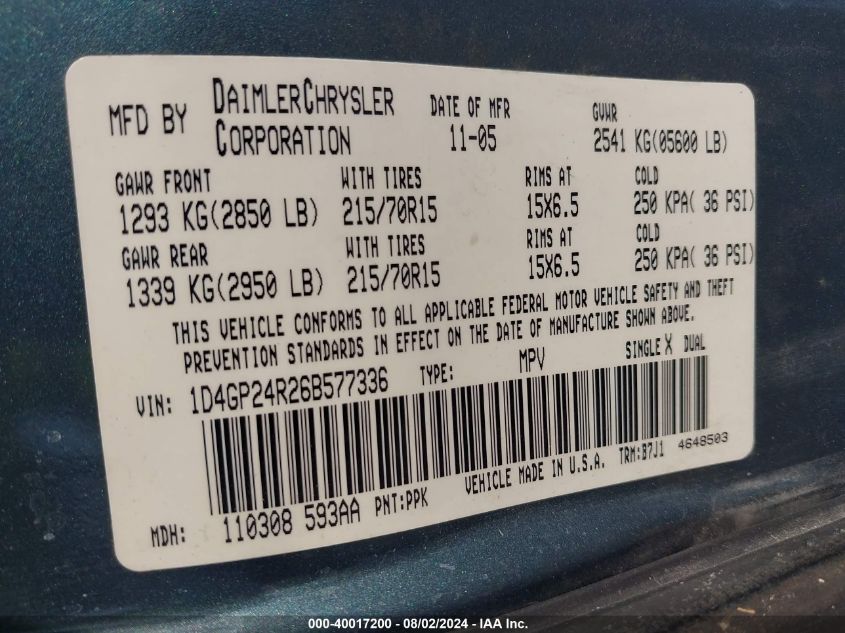 MFD BY DAIMLERCHRYSLER CORPORATION DATE OF MFR 11-05 GVWR 2541 KG(05600 LB)
GAWR FRONT WITH TIRES RIMS AT COLD
1293 KG(2850 LB) 215/70R15 15X6.5 250 KPA( 36 PSI)
GAWR REAR WITH TIRES RIMS AT COLD
1339 KG(2950 LB) 215/70R15 15X6.5 250 KPA( 36 PSI)
THIS VEHICLE CONFORMS TO ALL APPLICABLE FEDERAL MOTOR VEHICLE SAFETY AND THEFT
PREVENTION STANDARDS IN EFFECT ON THE DATE OF MANUFACTURE SHOWN ABOVE.
VIN: 1D4GP24R26B577336 TYPE: MPV SINGLE X DUAL
MDH: 110308 593AA PNT:PPK VEHICLE MADE IN U.S.A. TRM:B7J1 4648503
000-40017200 - 08/02/2024 - IAA Inc.